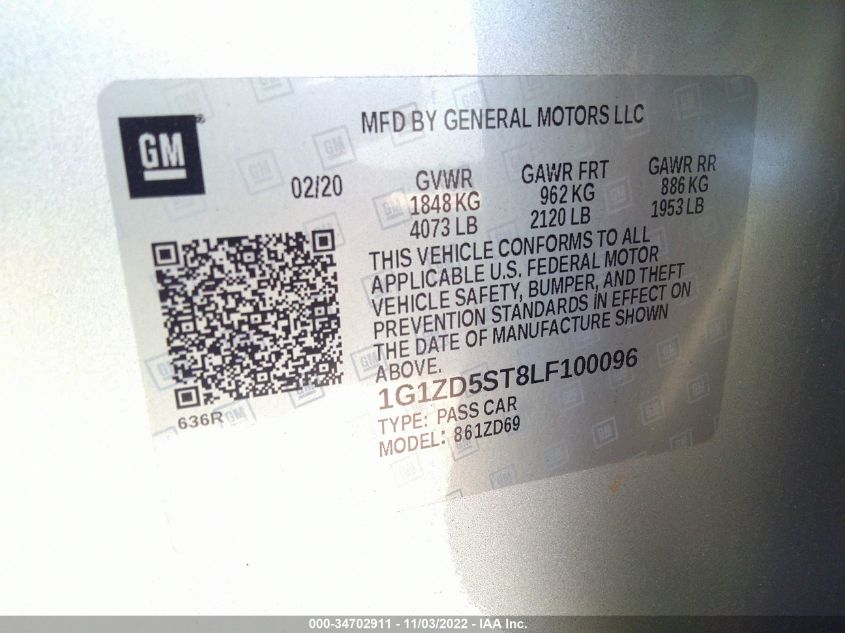 MFD BY GENERAL MOTORS LLC
GM
02/20
GVWR GAWR FRT GAWR RR
1848 KG 962 KG 886 KG
4073 LB 2120 LB 1953 LB
THIS VEHICLE CONFORMS TO ALL
APPLICABLE U.S. FEDERAL MOTOR
VEHICLE SAFETY, BUMPER, AND THEFT
PREVENTION STANDARDS IN EFFECT ON
THE DATE OF MANUFACTURE SHOWN
ABOVE.
1G1ZD5ST8LF100096
TYPE: PASS CAR
MODEL: 861ZD69
636R
000-34702911 - 11/03/2022 - IAA Inc.